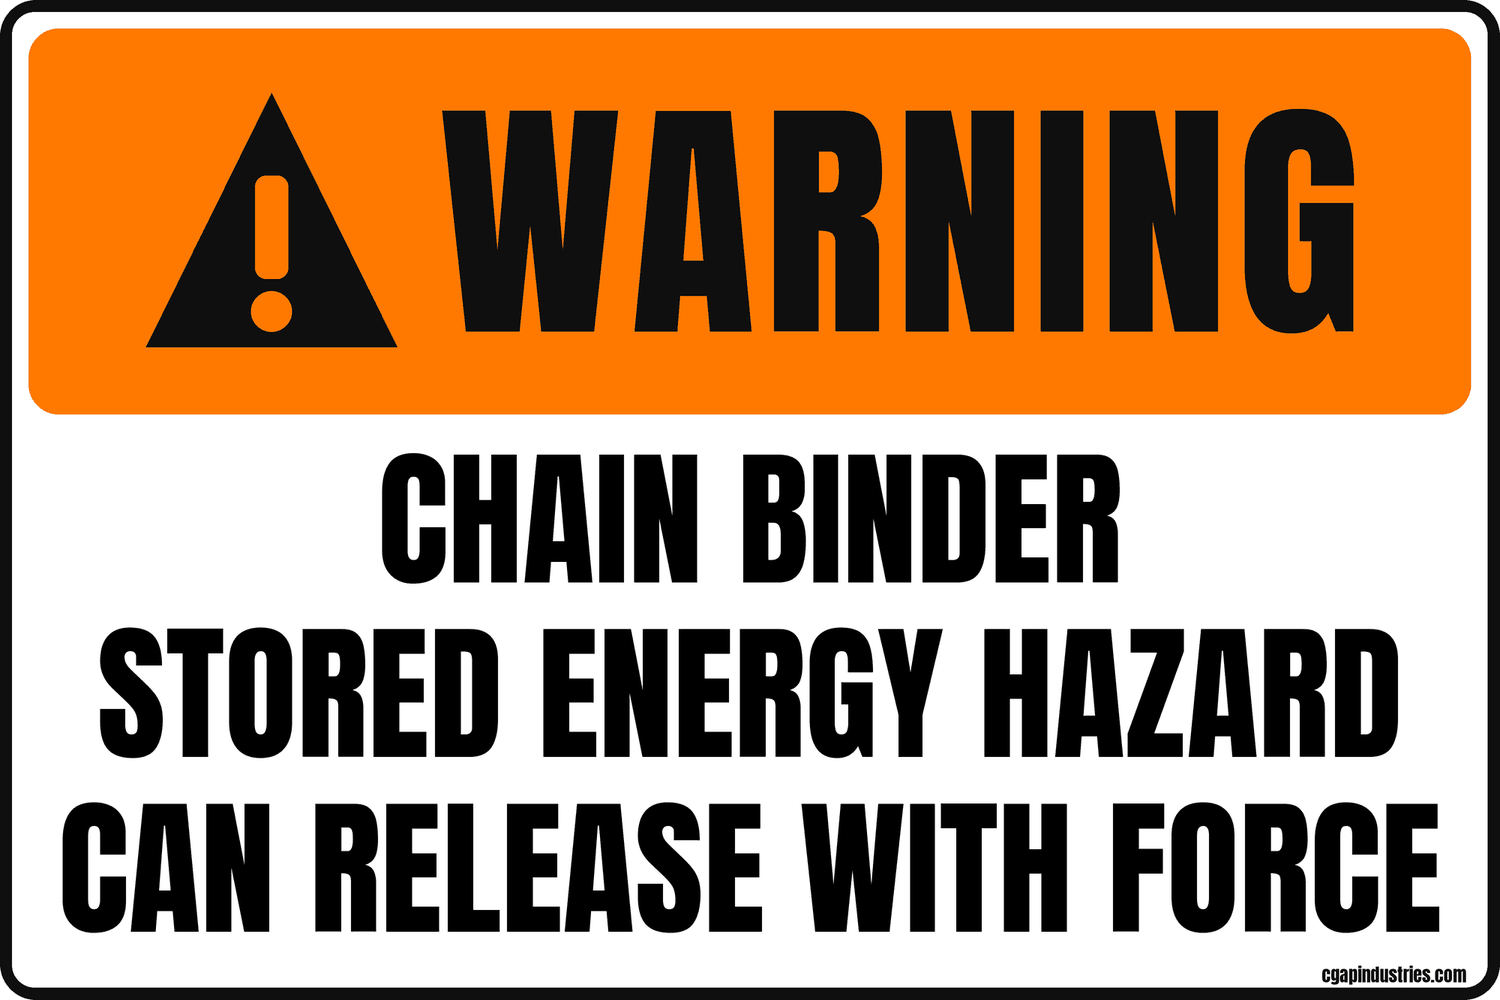 WARNING
CHAIN BINDER
STORED ENERGY HAZARD
CAN RELEASE WITH FORCE
cgapindustries.com